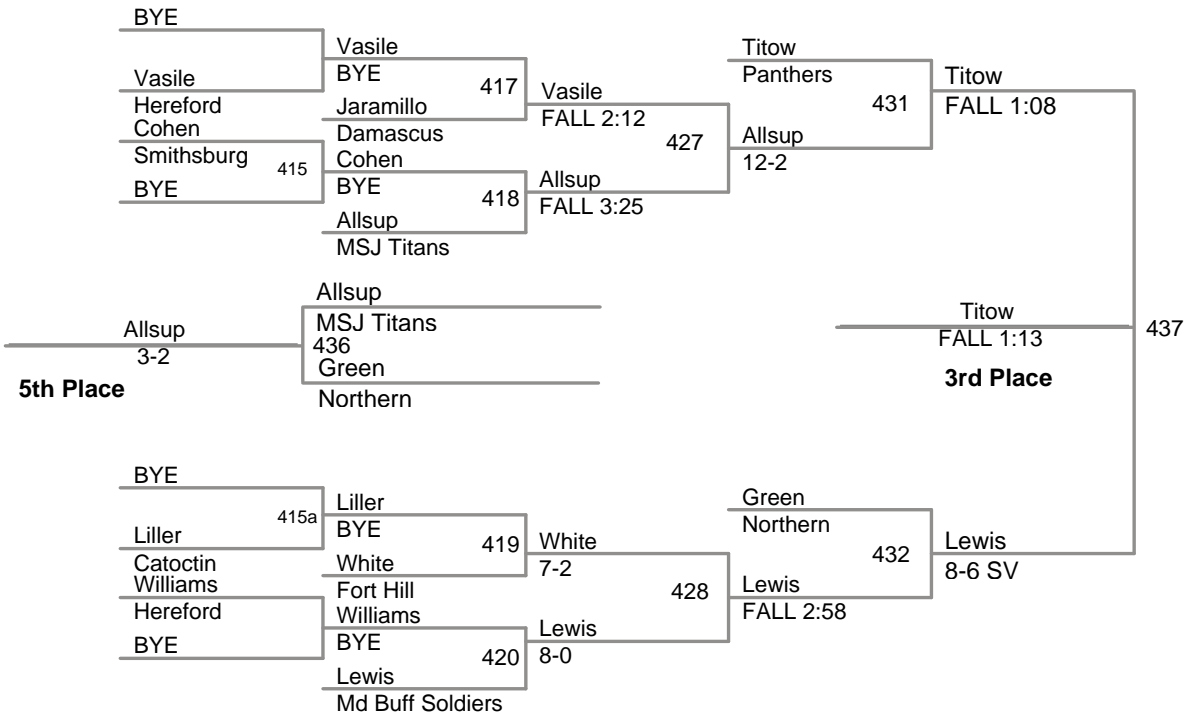 BYE
Vasile
Hereford
Cohen
Smithsburg
415
BYE
Vasile
BYE
417
Jaramillo
Damascus
Cohen
BYE
418
Allsup
MSJ Titans
Vasile
FALL 2:12
427
Allsup
FALL 3:25
Titow
Panthers
431
Allsup
12-2
Titow
FALL 1:08
Allsup
MSJ Titans
436
Green
Northern
Allsup
3-2
5th Place
Titow
FALL 1:13
437
3rd Place
BYE
415a
Liller
Catoctin
Williams
Hereford
BYE
Liller
BYE
419
White
Fort Hill
Williams
BYE
420
Lewis
Md Buff Soldiers
White
7-2
428
Lewis
8-0
Green
Northern
432
Lewis
FALL 2:58
Lewis
8-6 SV